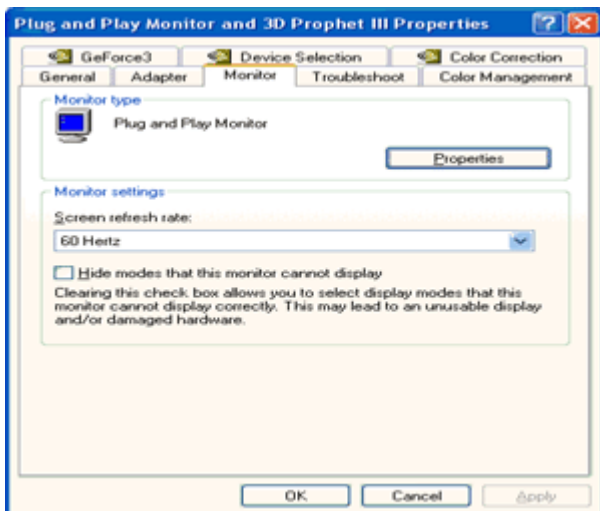 Plug and Play Monitor and 3D Prophet III Properties
GeForce3 Device Selection Color Correction
General Adapter Monitor Troubleshoot Color Management
Monitor type
Plug and Play Monitor
Properties
Monitor settings
Screen refresh rate:
60 Hertz
Hide modes that this monitor cannot display
Clearing this check box allows you to select display modes that this
monitor cannot display correctly. This may lead to an unusable display
and/or damaged hardware.
OK Cancel Apply